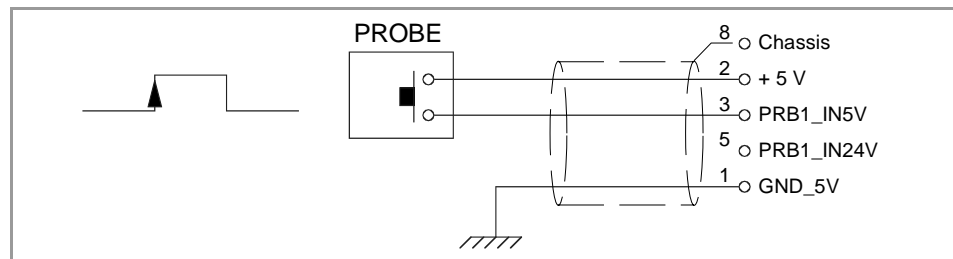 PROBE
8 Chassis
2 + 5 V
3 PRB1_IN5V
5 PRB1_IN24V
1 GND_5V